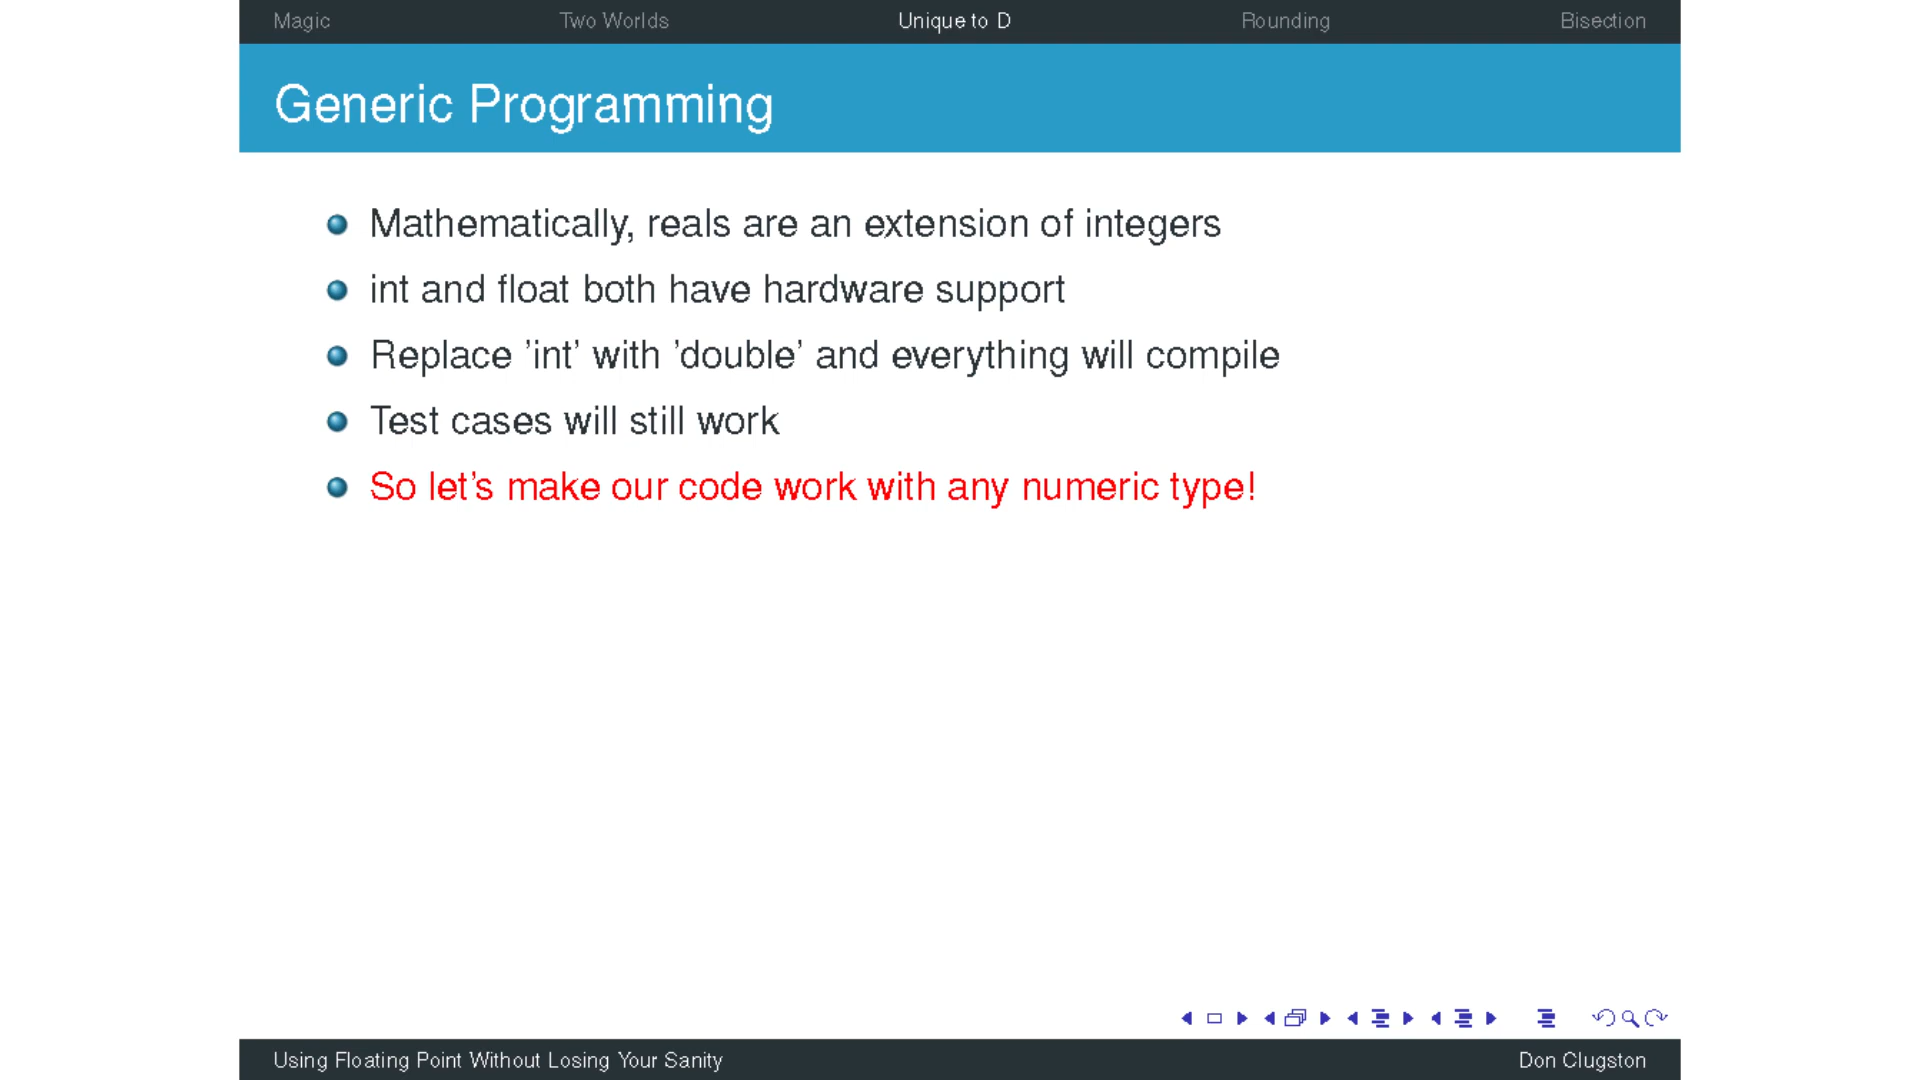 Magic Two Worlds Unique to D Rounding Bisection
Generic Programming
Mathematically, reals are an extension of integers
int and float both have hardware support
Replace ’int’ with ’double’ and everything will compile
Test cases will still work
So let’s make our code work with any numeric type!
Using Floating Point Without Losing Your Sanity Don Clugston